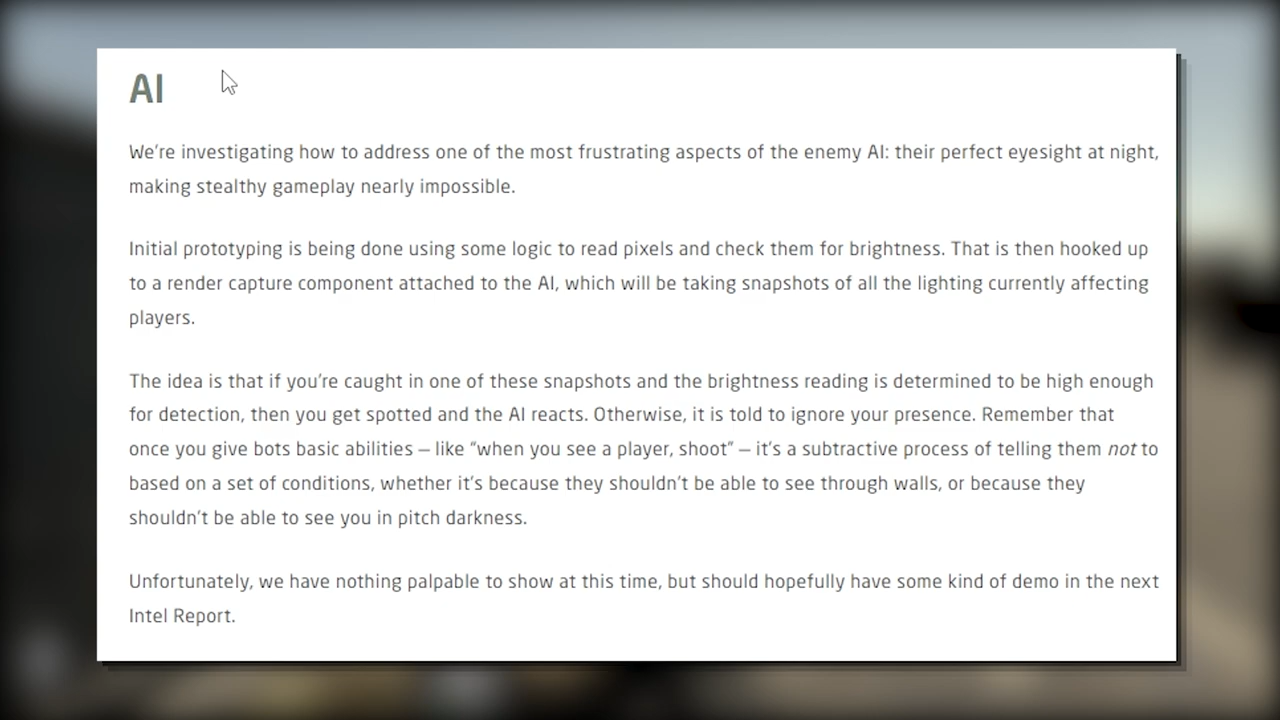 AI
We're investigating how to address one of the most frustrating aspects of the enemy AI: their perfect eyesight at night,
making stealthy gameplay nearly impossible.
Initial prototyping is being done using some logic to read pixels and check them for brightness. That is then hooked up
to a render capture component attached to the AI, which will be taking snapshots of all the lighting currently affecting
players.
The idea is that if you're caught in one of these snapshots and the brightness reading is determined to be high enough
for detection, then you get spotted and the AI reacts. Otherwise, it is told to ignore your presence. Remember that
once you give bots basic abilities – like “when you see a player, shoot” – it's a subtractive process of telling them not to
based on a set of conditions, whether it's because they shouldn't be able to see through walls, or because they
shouldn't be able to see you in pitch darkness.
Unfortunately, we have nothing palpable to show at this time, but should hopefully have some kind of demo in the next
Intel Report.